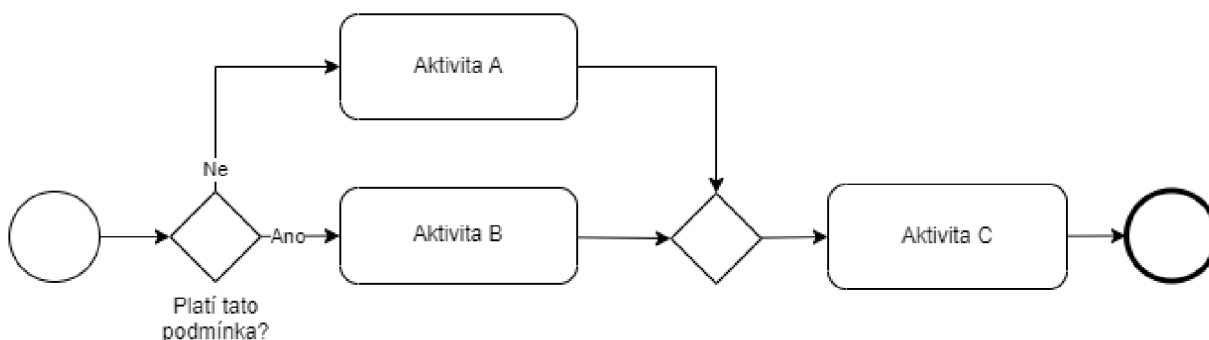 Aktivita A
Ne
Ano
Aktivita B
Aktivita C
Platí tato
podmínka?